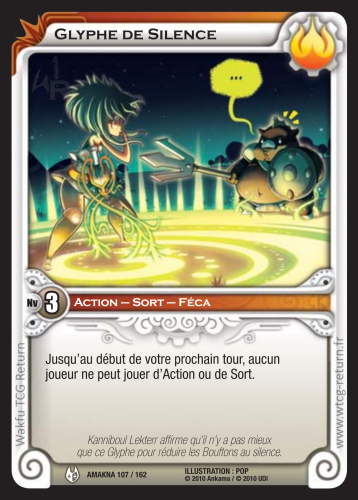 Glyphe de Silence
...
Nv 3
Action – Sort – Féca
Jusqu'au début de votre prochain tour, aucun
joueur ne peut jouer d'Action ou de Sort.
Kanniboul Lekterr affirme qu'il n'y a pas mieux
que ce Glyphe pour réduire les Bouftons au silence.
AMAKNA 107 / 162
ILLUSTRATION : POP
© 2010 Ankama / © 2010 UDI
Wakfu TCG Return
www.wtcg-return.fr